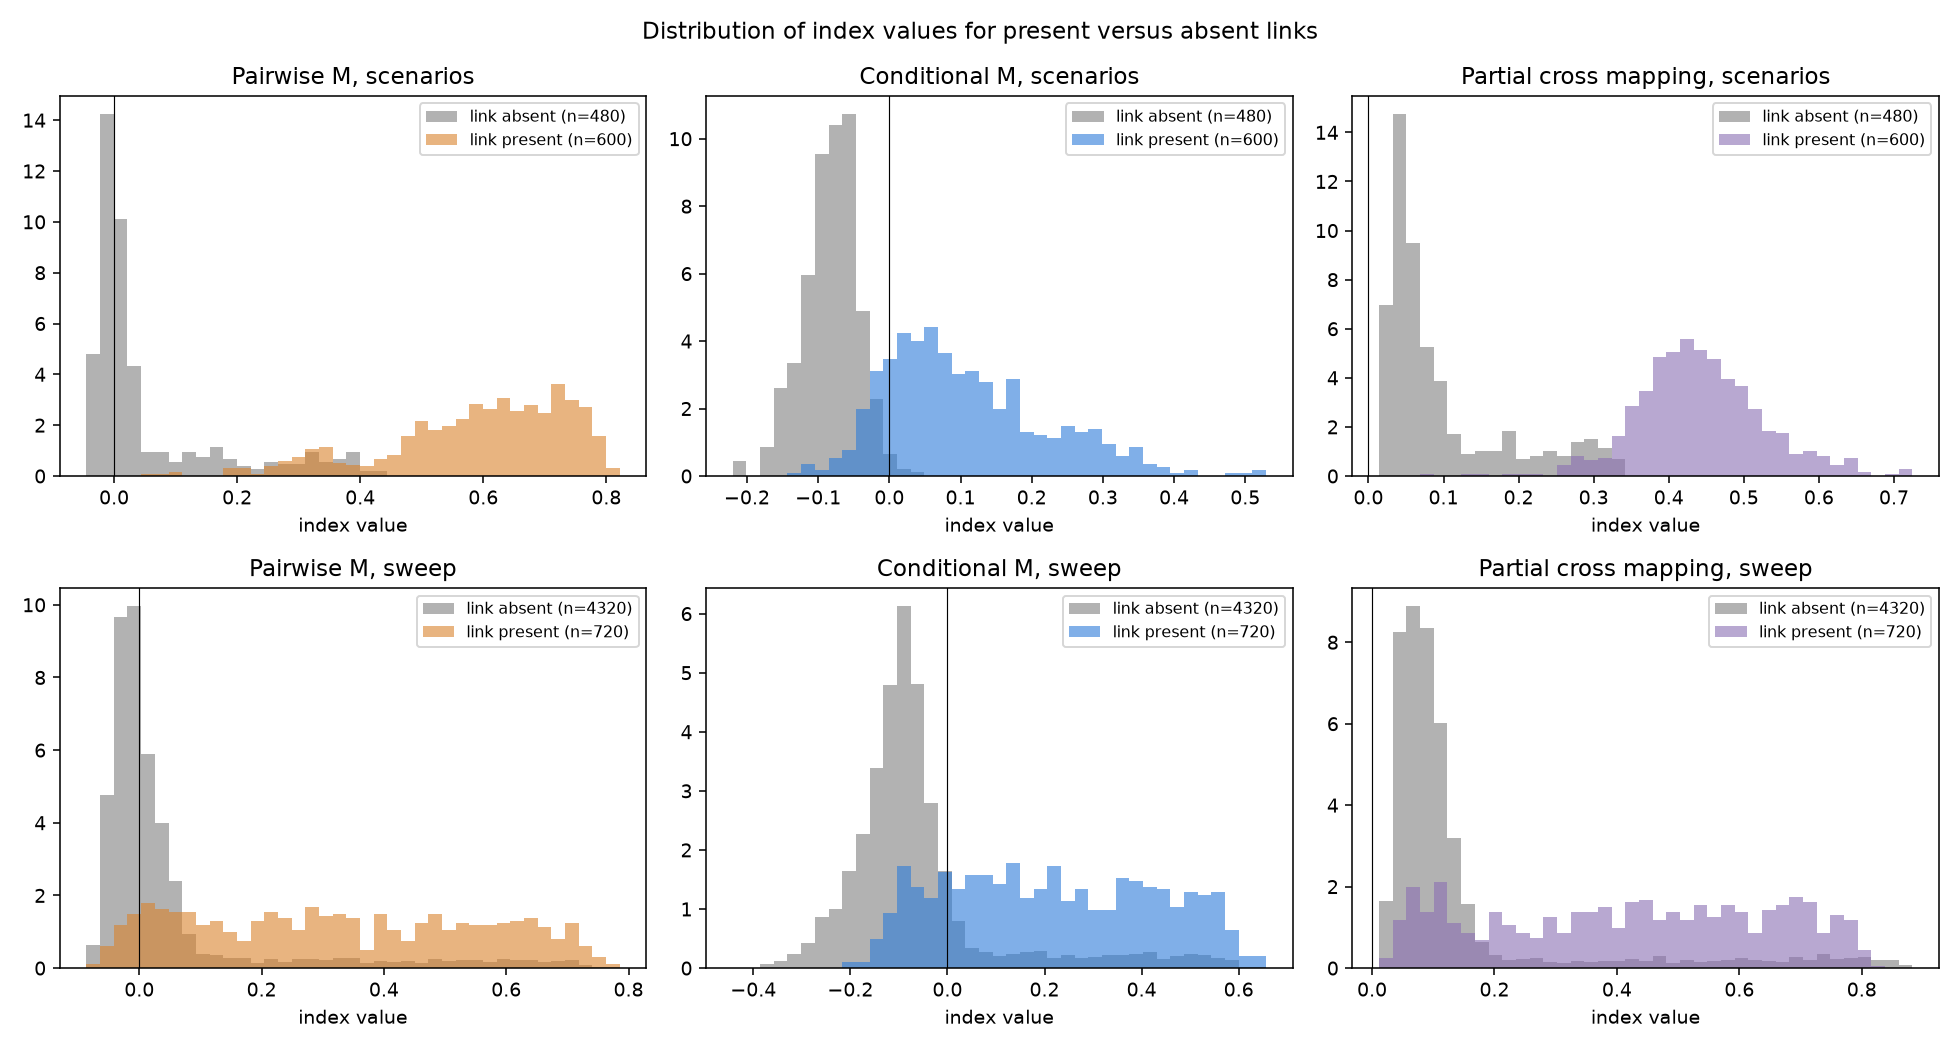 Distribution of index values for present versus absent links
Pairwise M, scenarios
14
12
10
8
6
4
2
0
0.0 0.2 0.4 0.6 0.8
index value
link absent (n=480)
link present (n=600)
Conditional M, scenarios
10
8
6
4
2
0
−0.2 −0.1 0.0 0.1 0.2 0.3 0.4 0.5
index value
link absent (n=480)
link present (n=600)
Partial cross mapping, scenarios
14
12
10
8
6
4
2
0
0.0 0.1 0.2 0.3 0.4 0.5 0.6 0.7
index value
link absent (n=480)
link present (n=600)
Pairwise M, sweep
10
8
6
4
2
0
0.0 0.2 0.4 0.6 0.8
index value
link absent (n=4320)
link present (n=720)
Conditional M, sweep
6
5
4
3
2
1
0
−0.4 −0.2 0.0 0.2 0.4 0.6
index value
link absent (n=4320)
link present (n=720)
Partial cross mapping, sweep
8
6
4
2
0
0.0 0.2 0.4 0.6 0.8
index value
link absent (n=4320)
link present (n=720)